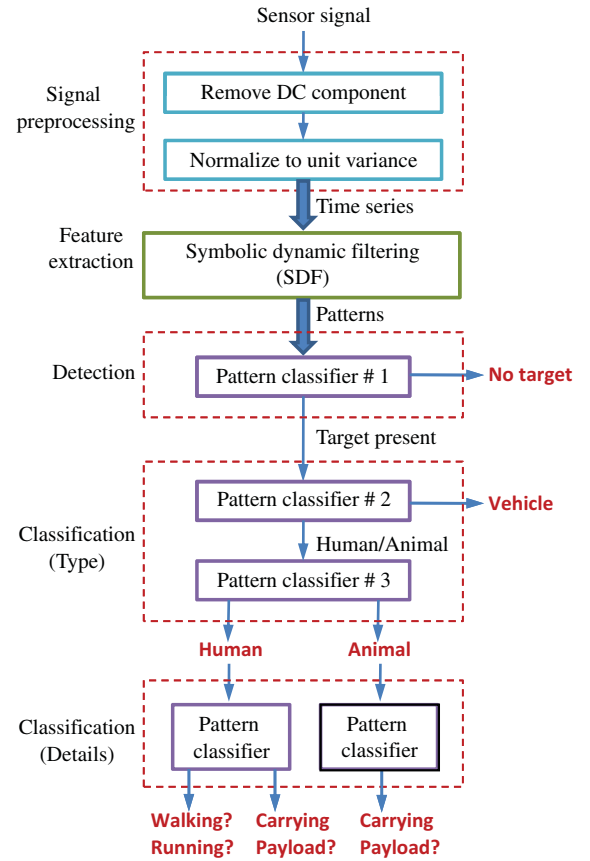 Sensor signal
Signal
preprocessing
Remove DC component
Normalize to unit variance
Time series
Feature
extraction
Symbolic dynamic filtering
(SDF)
Patterns
Detection
Pattern classifier # 1
No target
Target present
Classification
(Type)
Pattern classifier # 2
Vehicle
Human/Animal
Pattern classifier # 3
Human
Animal
Classification
(Details)
Pattern
classifier
Pattern
classifier
Walking?
Running?
Carrying
Payload?
Carrying
Payload?